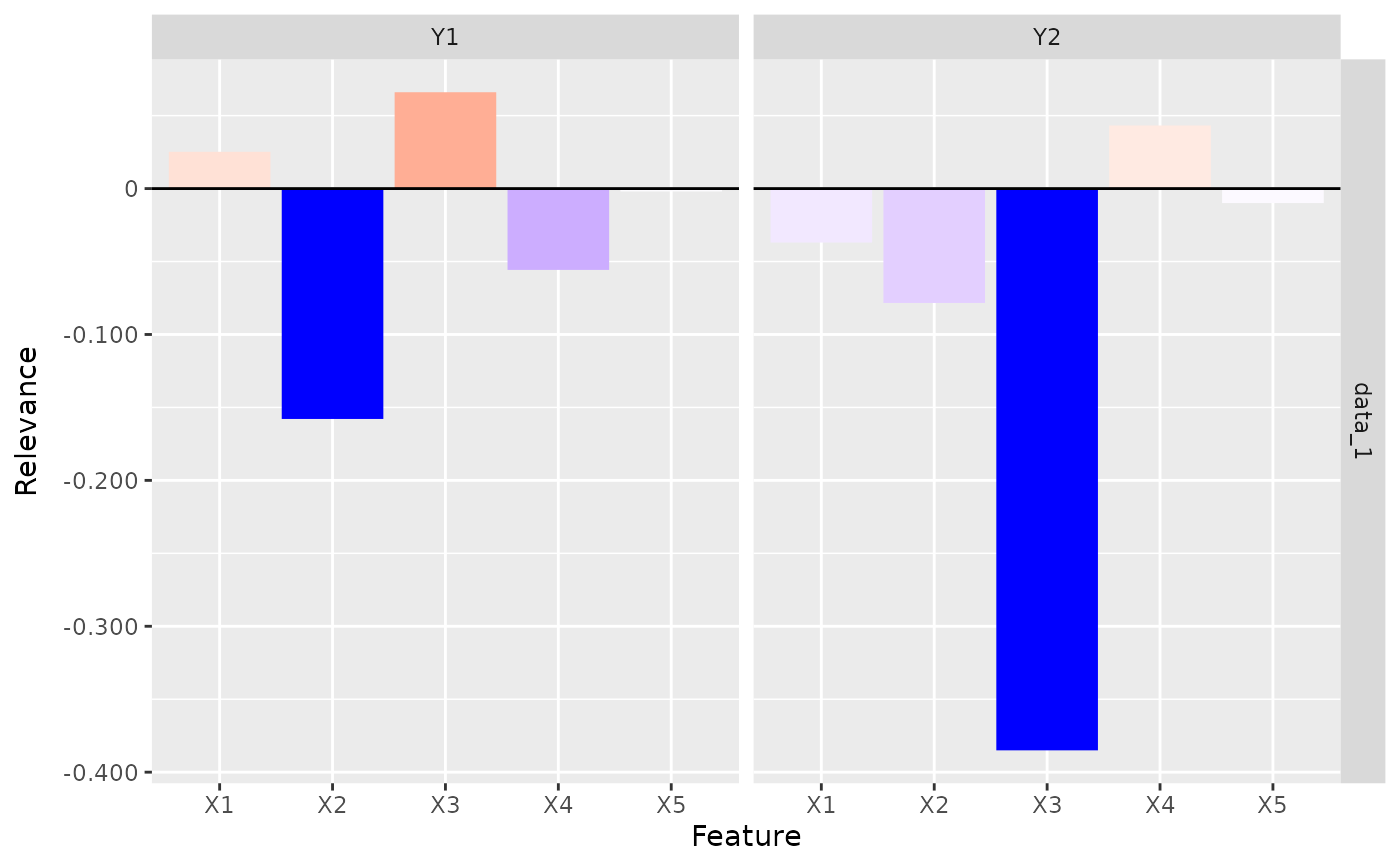 Y1 Y2
0
-0.100
-0.200
-0.300
-0.400
Relevance
data_1
X1 X2 X3 X4 X5 X1 X2 X3 X4 X5
Feature